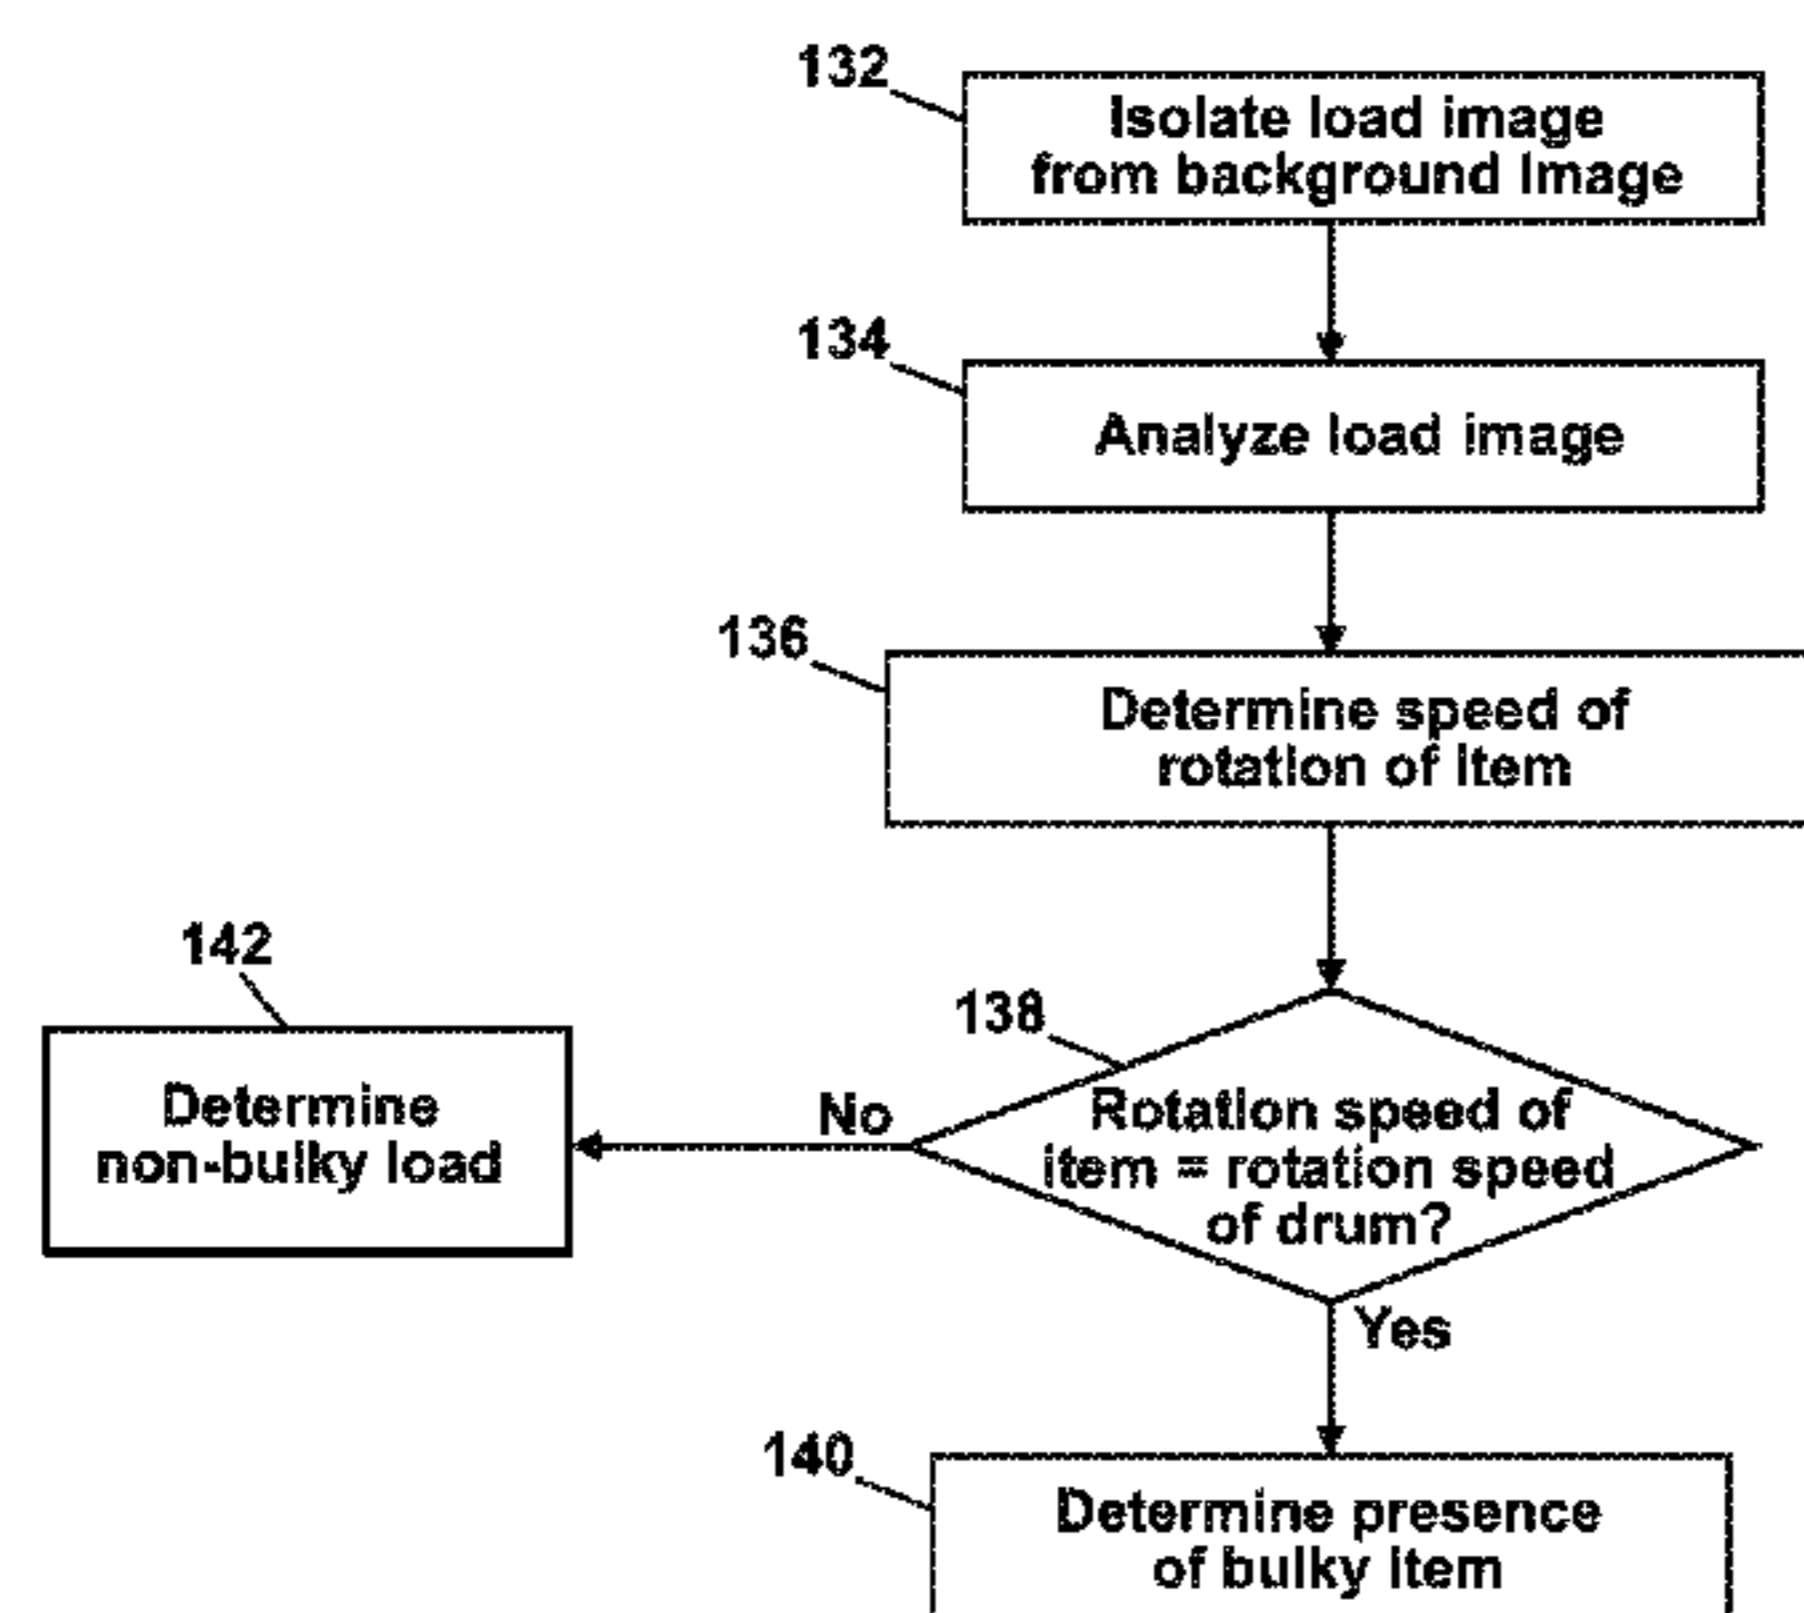 132
Isolate load image
from background Image
134
Analyze load image
136
Determine speed of
rotation of item
142
Determine
non-bulky load
138
No
Rotation speed of
item = rotation speed
of drum?
Yes
140
Determine presence
of bulky item